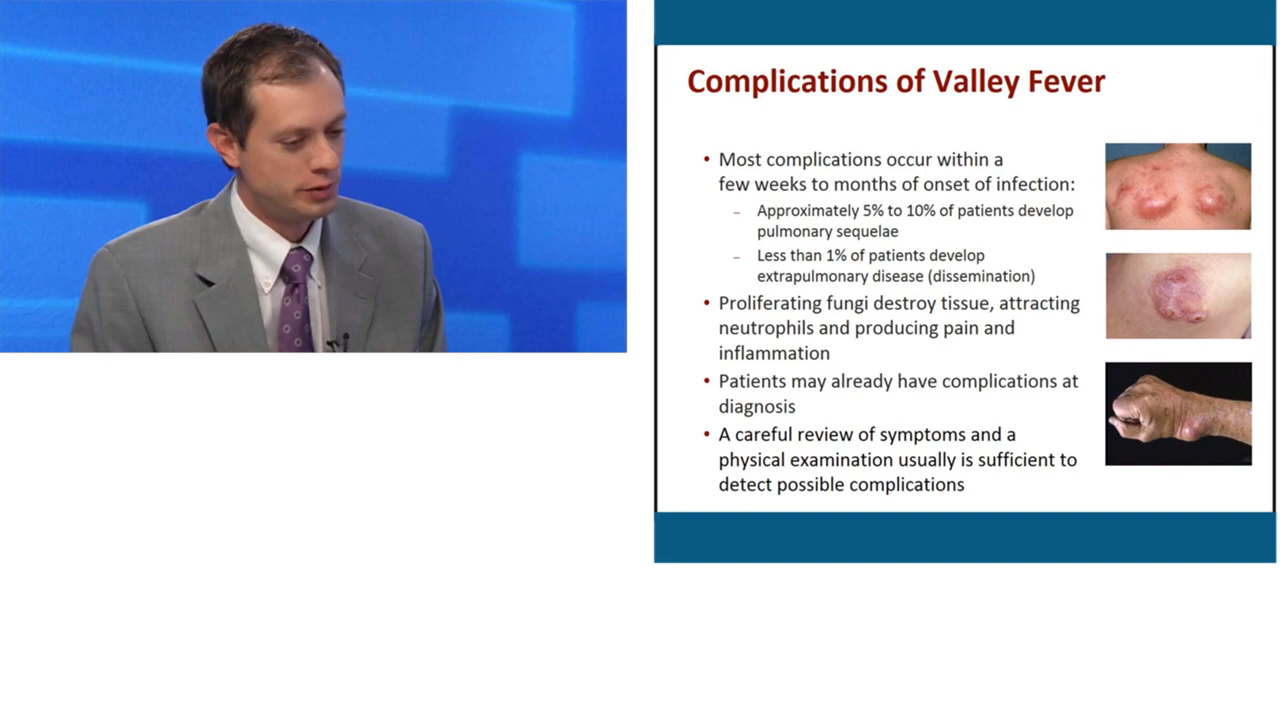 Complications of Valley Fever
• Most complications occur within a
few weeks to months of onset of infection:
– Approximately 5% to 10% of patients develop
pulmonary sequelae
– Less than 1% of patients develop
extrapulmonary disease (dissemination)
• Proliferating fungi destroy tissue, attracting
neutrophils and producing pain and
inflammation
• Patients may already have complications at
diagnosis
• A careful review of symptoms and a
physical examination usually is sufficient to
detect possible complications